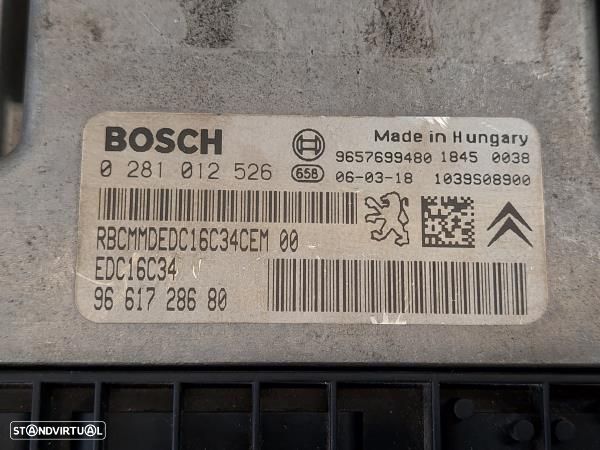 BOSCH
Made in Hungary
9657699480 1845 0038
0 281 012 526 658 06-03-18 1039S08900
RBCMMDEDC16C34CEM 00
EDC16C34
96 617 286 80
STANDVIRTUAL